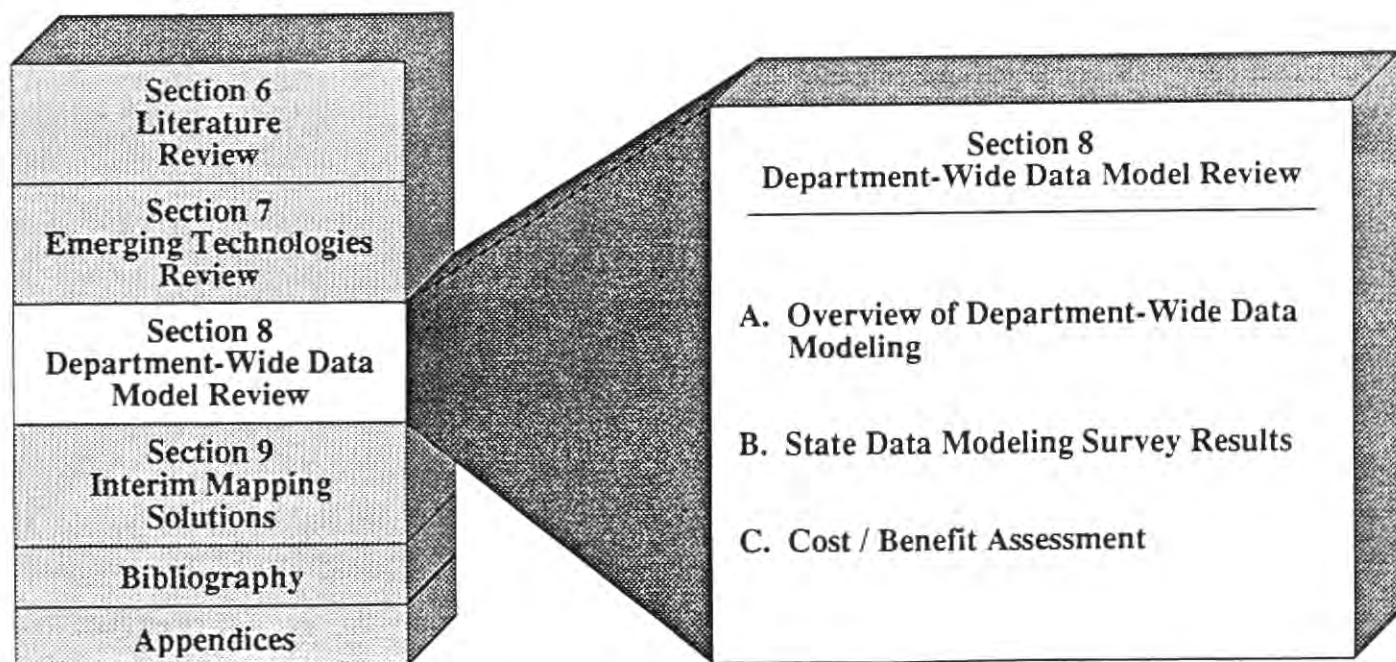 Section 6
Literature
Review
Section 7
Emerging Technologies
Review
Section 8
Department-Wide Data
Model Review
Section 9
Interim Mapping
Solutions
Bibliography
Appendices
Section 8
Department-Wide Data Model Review
A. Overview of Department-Wide Data
Modeling
B. State Data Modeling Survey Results
C. Cost / Benefit Assessment